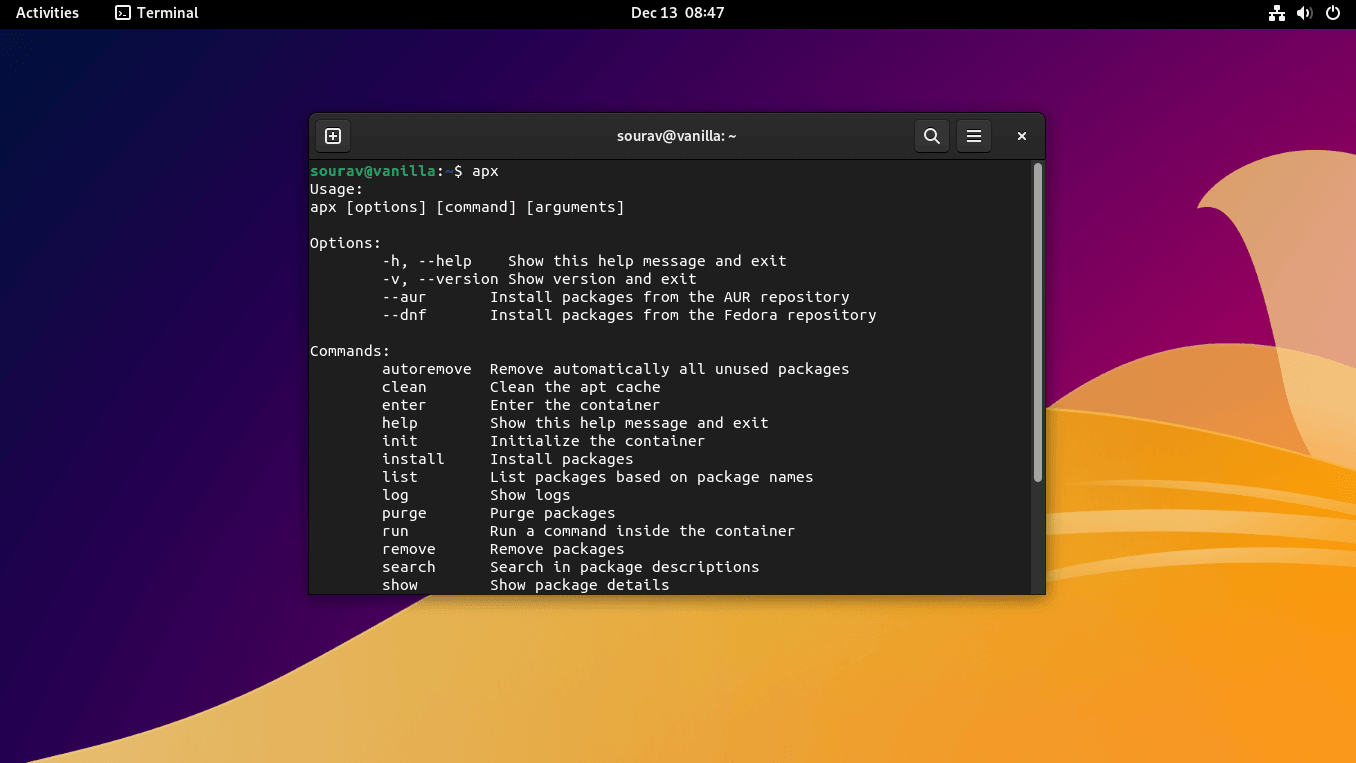 Activities Terminal Dec 13 08:47
sourav@vanilla: ~
sourav@vanilla:~$ apx
Usage:
apx [options] [command] [arguments]
Options:
-h, --help Show this help message and exit
-v, --version Show version and exit
--aur Install packages from the AUR repository
--dnf Install packages from the Fedora repository
Commands:
autoremove Remove automatically all unused packages
clean Clean the apt cache
enter Enter the container
help Show this help message and exit
init Initialize the container
install Install packages
list List packages based on package names
log Show logs
purge Purge packages
run Run a command inside the container
remove Remove packages
search Search in package descriptions
show Show package details